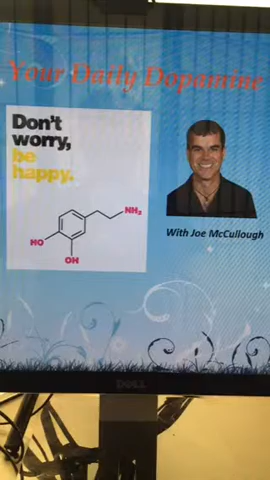 Your Daily Dopamine
Don't
worry,
be
happy.
NH₂
HO
OH
With Joe McCullough
DELL